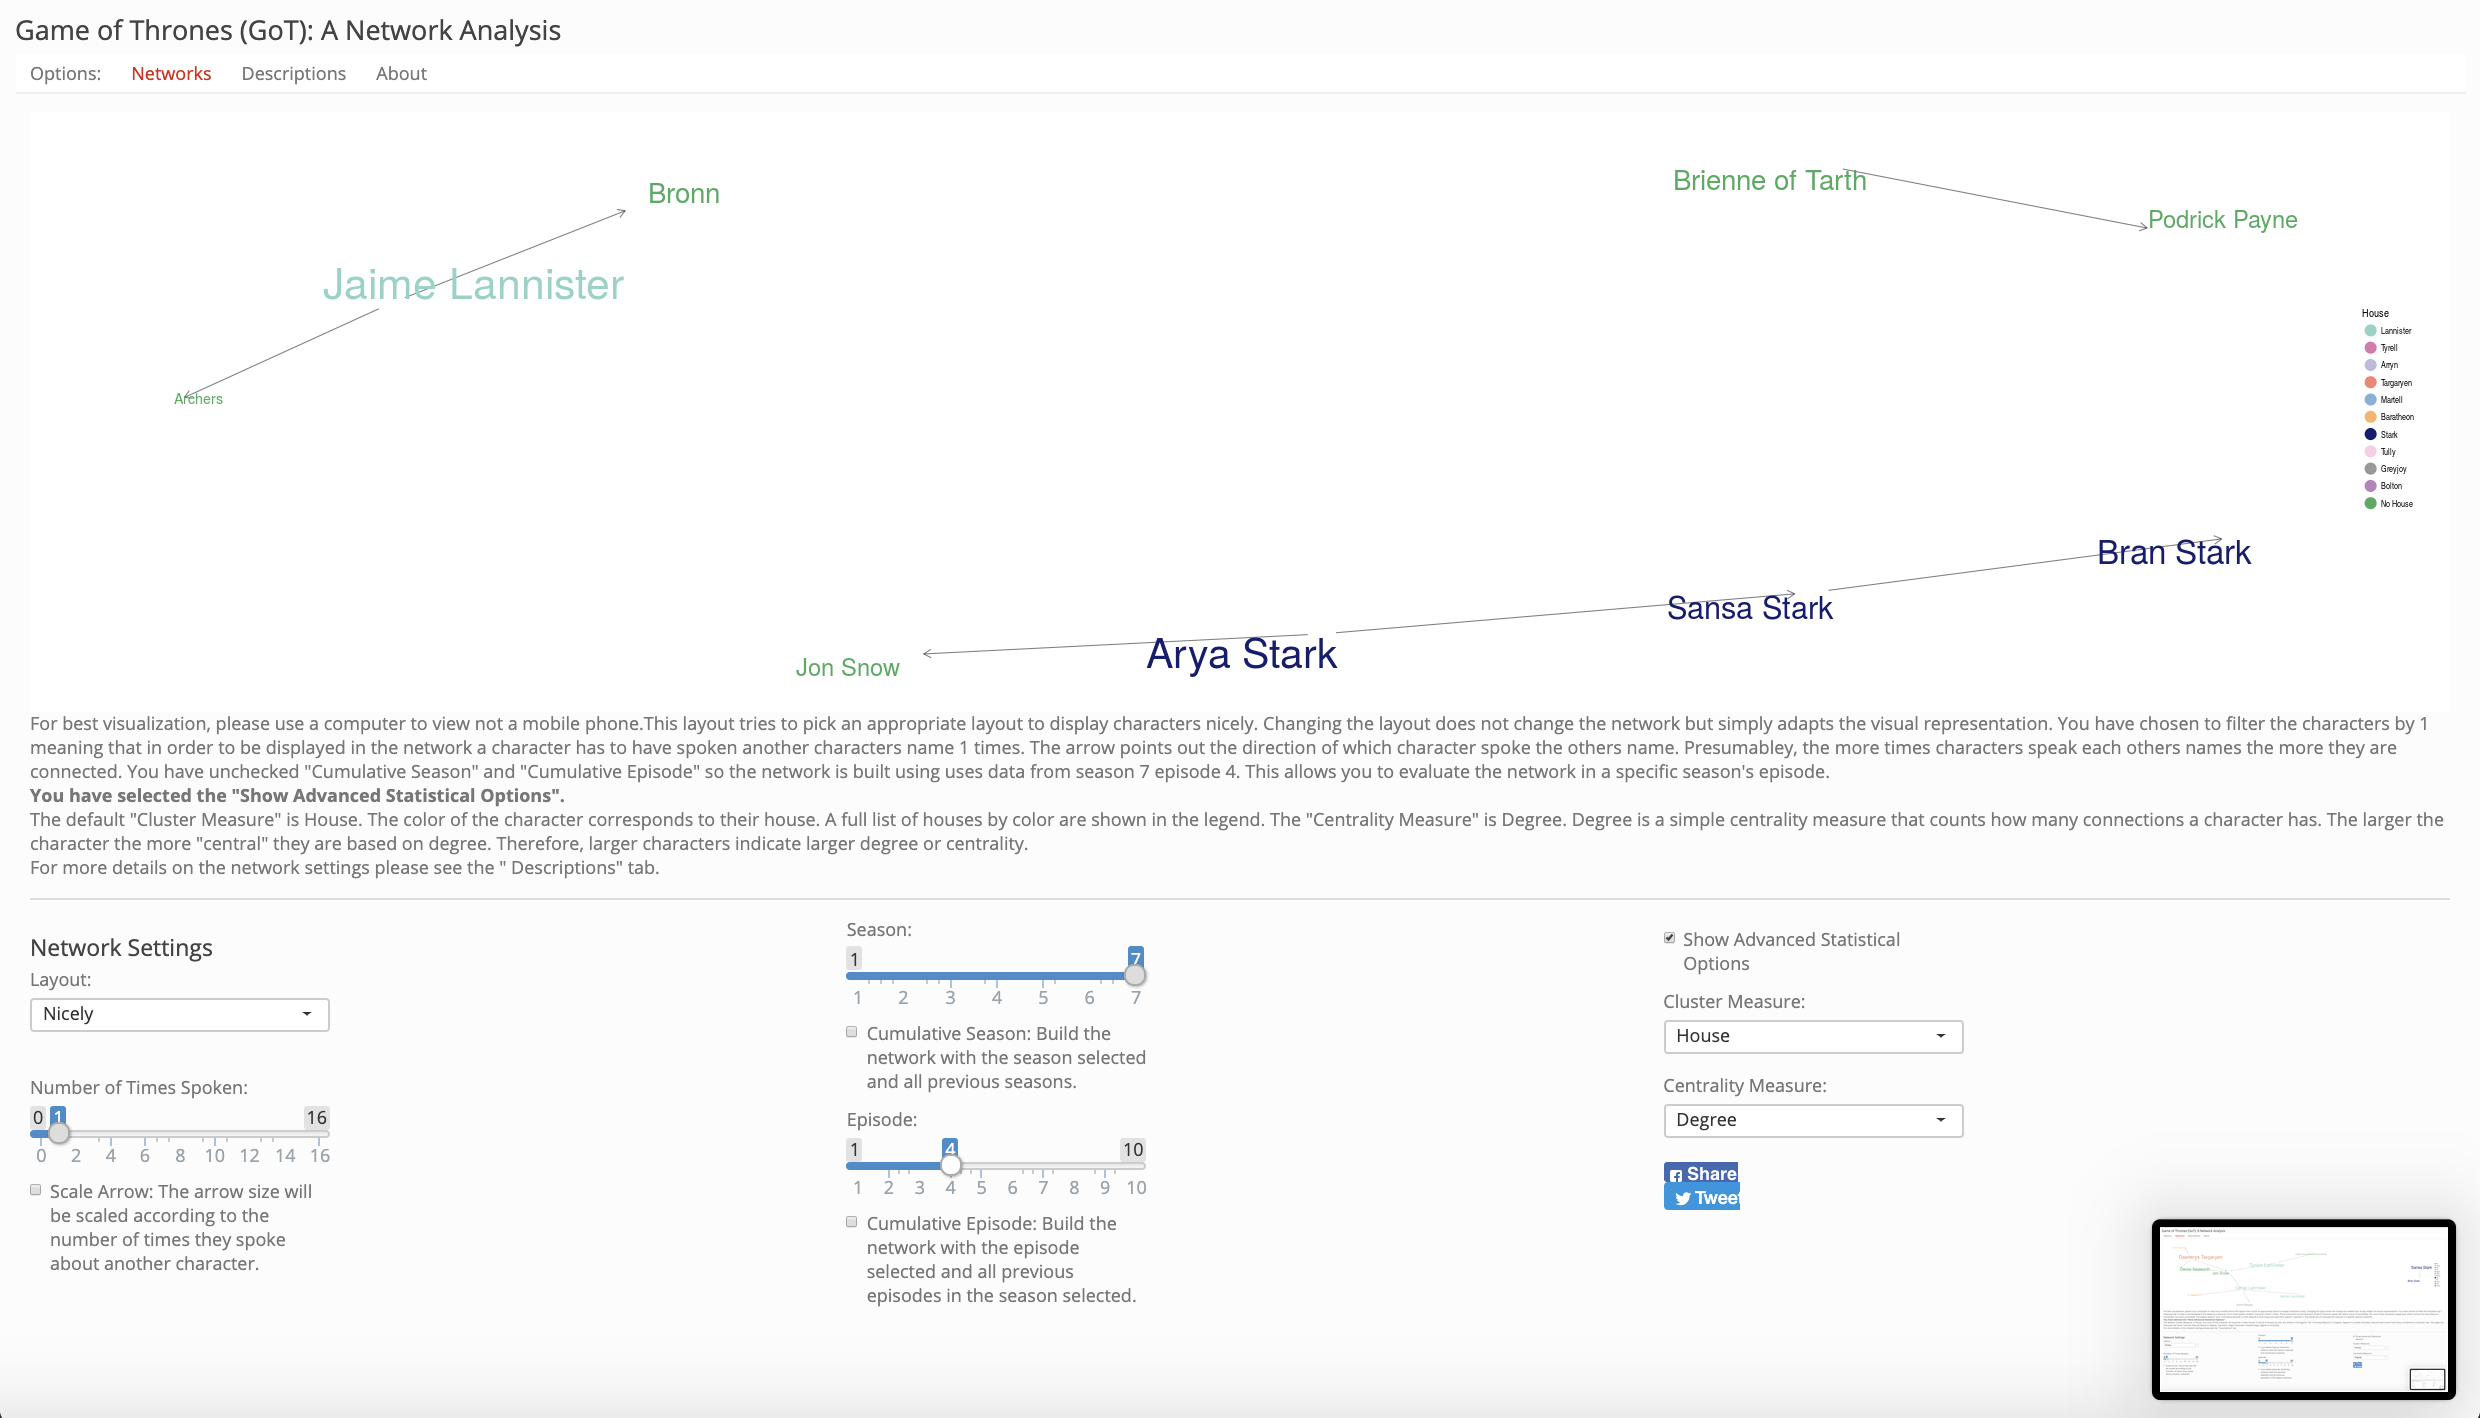 Game of Thrones (GoT): A Network Analysis
Options: Networks Descriptions About
Bronn
Brienne of Tarth
Podrick Payne
Jaime Lannister
Archers
House
Lannister
Tyrell
Arryn
Targaryen
Martell
Baratheon
Stark
Tully
Greyjoy
Bolton
No House
Bran Stark
Sansa Stark
Arya Stark
Jon Snow
For best visualization, please use a computer to view not a mobile phone.This layout tries to pick an appropriate layout to display characters nicely. Changing the layout does not change the network but simply adapts the visual representation. You have chosen to filter the characters by 1
meaning that in order to be displayed in the network a character has to have spoken another characters name 1 times. The arrow points out the direction of which character spoke the others name. Presumabley, the more times characters speak each others names the more they are
connected. You have unchecked "Cumulative Season" and "Cumulative Episode" so the network is built using uses data from season 7 episode 4. This allows you to evaluate the network in a specific season's episode.
You have selected the "Show Advanced Statistical Options".
The default "Cluster Measure" is House. The color of the character corresponds to their house. A full list of houses by color are shown in the legend. The "Centrality Measure" is Degree. Degree is a simple centrality measure that counts how many connections a character has. The larger the
character the more "central" they are based on degree. Therefore, larger characters indicate larger degree or centrality.
For more details on the network settings please see the " Descriptions" tab.
Network Settings
Layout:
Nicely
Number of Times Spoken:
0 1 16
0 2 4 6 8 10 12 14 16
Scale Arrow: The arrow size will
be scaled according to the
number of times they spoke
about another character.
Season:
1 7
1 2 3 4 5 6 7
Cumulative Season: Build the
network with the season selected
and all previous seasons.
Episode:
1 4 10
1 2 3 4 5 6 7 8 9 10
Cumulative Episode: Build the
network with the episode
selected and all previous
episodes in the season selected.
Show Advanced Statistical
Options
Cluster Measure:
House
Centrality Measure:
Degree
Share
Tweet
Game of Thrones (GoT): A Network Analysis
Daenerys Targaryen
Tyrion Lannister
Sansa Stark